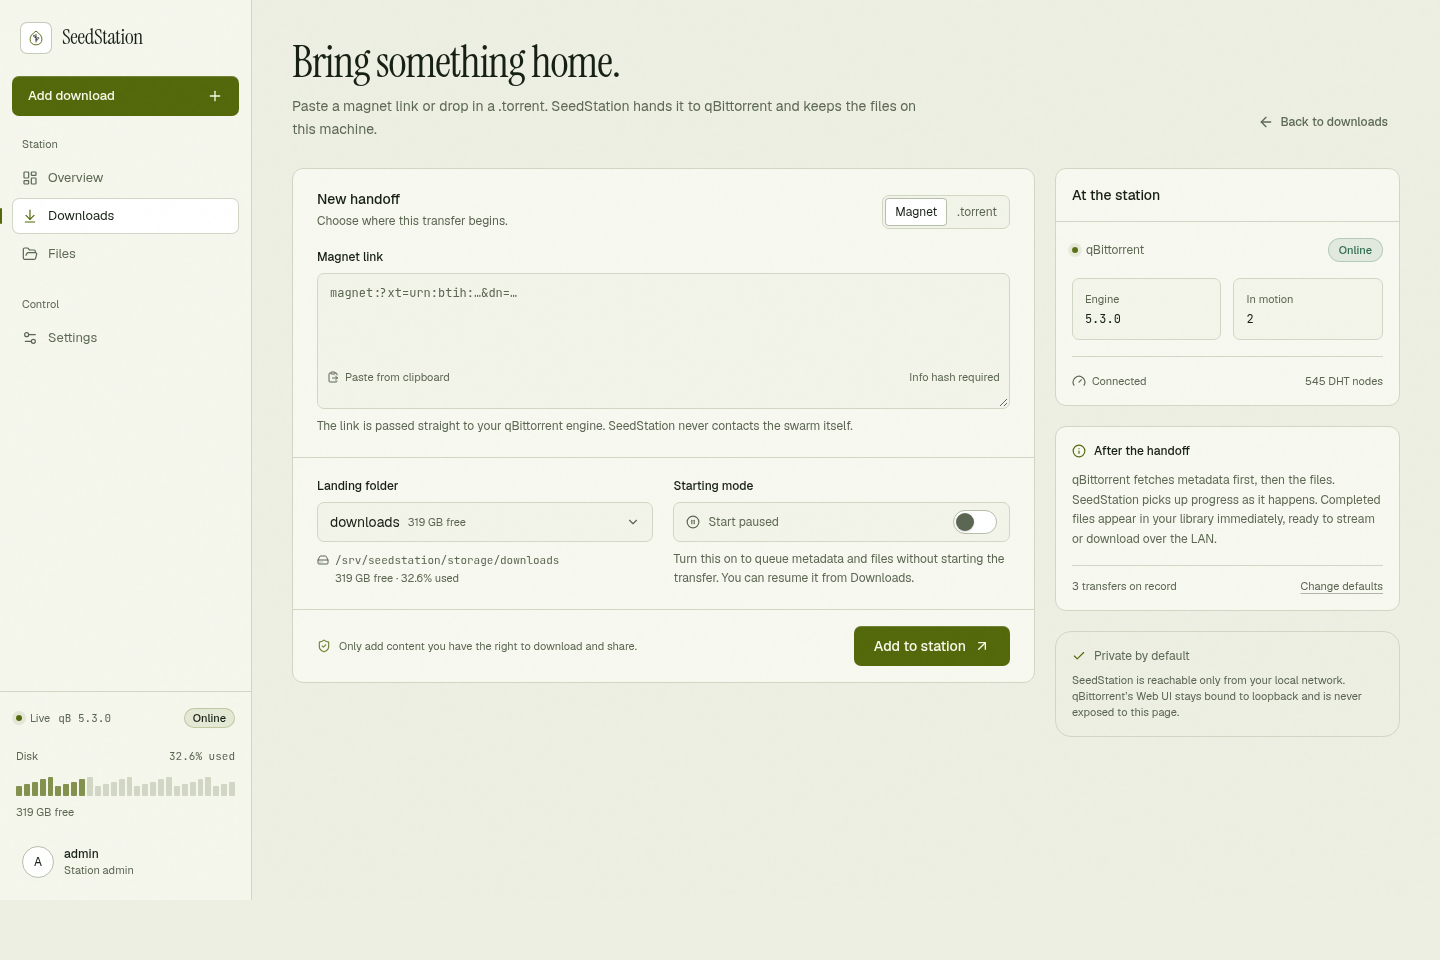 SeedStation
Add download
Station
Overview
Downloads
Files
Control
Settings
Live qB 5.3.0 Online
Disk 32.6% used
319 GB free
A
admin
Station admin
Bring something home.
Paste a magnet link or drop in a .torrent. SeedStation hands it to qBittorrent and keeps the files on
this machine.
Back to downloads
New handoff
Choose where this transfer begins.
Magnet .torrent
Magnet link
magnet:?xt=urn:btih:…&dn=…
Paste from clipboard Info hash required
The link is passed straight to your qBittorrent engine. SeedStation never contacts the swarm itself.
Landing folder
downloads 319 GB free
/srv/seedstation/storage/downloads
319 GB free · 32.6% used
Starting mode
Start paused
Turn this on to queue metadata and files without starting the
transfer. You can resume it from Downloads.
Only add content you have the right to download and share.
Add to station
At the station
qBittorrent Online
Engine
5.3.0
In motion
2
Connected 545 DHT nodes
After the handoff
qBittorrent fetches metadata first, then the files.
SeedStation picks up progress as it happens. Completed
files appear in your library immediately, ready to stream
or download over the LAN.
3 transfers on record Change defaults
Private by default
SeedStation is reachable only from your local network.
qBittorrent's Web UI stays bound to loopback and is never
exposed to this page.